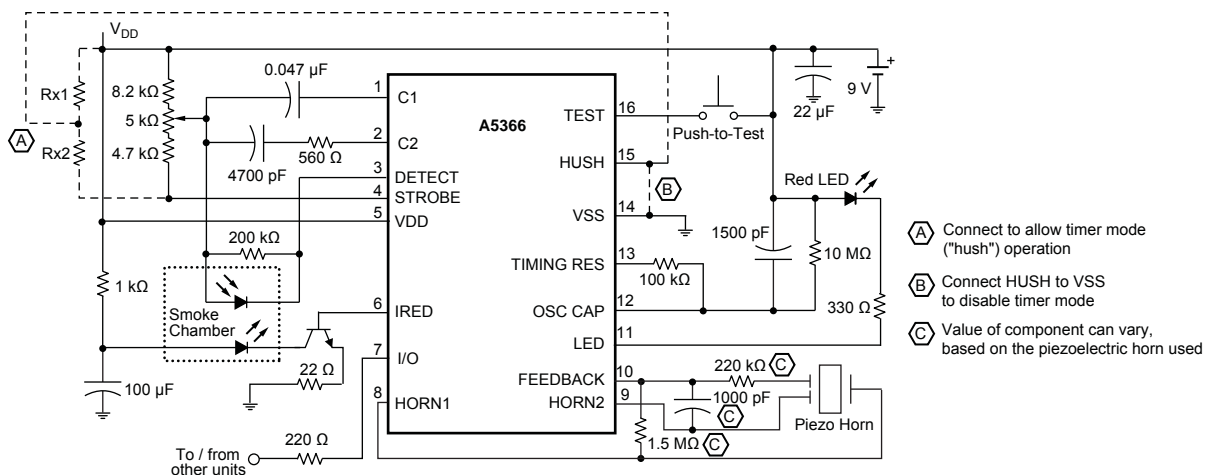 V_DD
0.047 µF
Rx1
8.2 kΩ
1
C1
A5366
TEST
16
Push-to-Test
22 µF
9 V
+
A
5 kΩ
2
C2
HUSH
15
Rx2
4.7 kΩ
4700 pF
560 Ω
3
DETECT
B
Red LED
4
STROBE
5
VDD
VSS
14
A Connect to allow timer mode
("hush") operation
200 kΩ
1500 pF
10 MΩ
TIMING RES
13
100 kΩ
B Connect HUSH to VSS
to disable timer mode
1 kΩ
Smoke
Chamber
6
IRED
OSC CAP
12
330 Ω
C Value of component can vary,
based on the piezoelectric horn used
7
I/O
LED
11
100 µF
22 Ω
FEEDBACK
10
220 kΩ
C
8
HORN1
HORN2
9
1000 pF
C
Piezo Horn
1.5 MΩ
C
To / from
other units
220 Ω